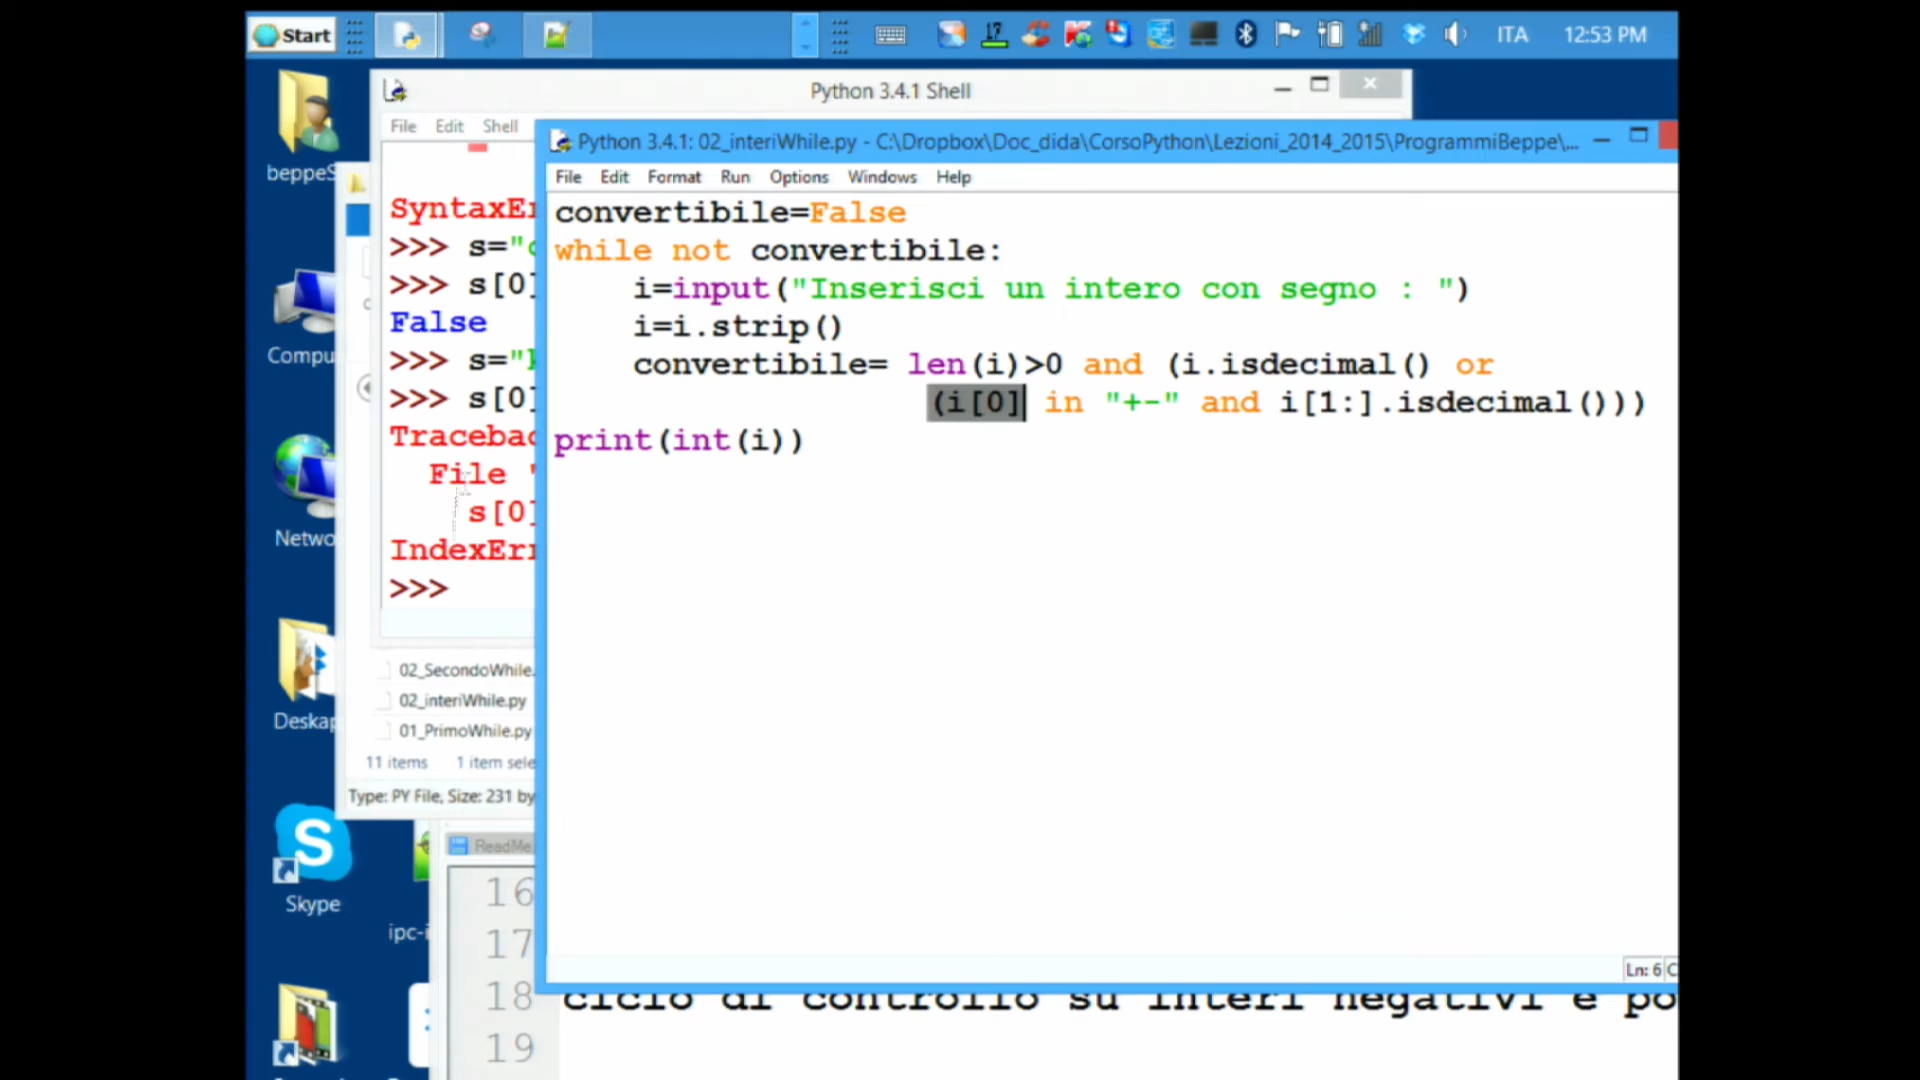 Start
17
ITA
12:53 PM
Python 3.4.1 Shell
File Edit Shell
Python 3.4.1: 02_interiWhile.py - C:\Dropbox\Doc_dida\CorsoPython\Lezioni_2014_2015\ProgrammiBeppe\...
File Edit Format Run Options Windows Help
convertibile=False
while not convertibile:
i=input("Inserisci un intero con segno : ")
i=i.strip()
convertibile= len(i)>0 and (i.isdecimal() or
(i[0] in "+-" and i[1:].isdecimal()))
print(int(i))
Ln: 6 C
SyntaxEr
>>> s="
>>> s[0]
False
>>> s="
>>> s[0]
Tracebac
File "
s[0]
IndexErr
>>>
02_SecondoWhile.
02_interiWhile.py
01_PrimoWhile.py
11 items 1 item sele
Type: PY File, Size: 231 by
ReadMe
16
17
18 ciclo di controllo su interi negativi e po
19
beppeS
Compu
Netwo
Deskap
Skype
ipc-i